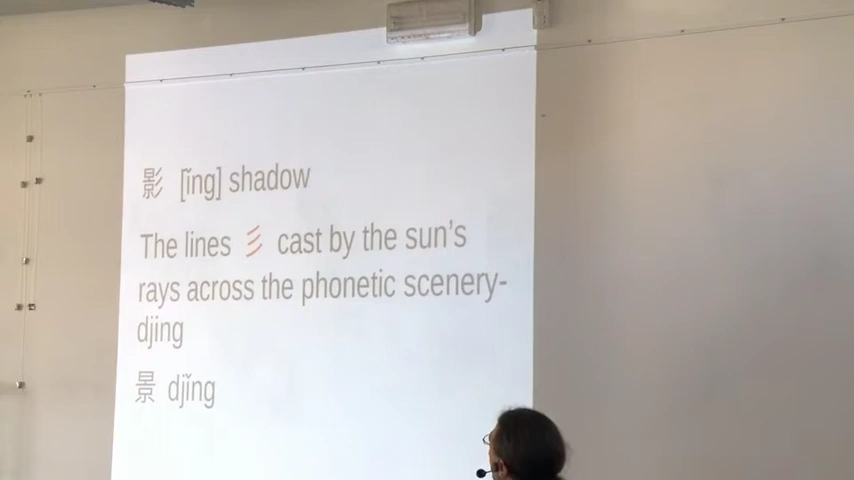 影 [ǐng] shadow
The lines 彡 cast by the sun's
rays across the phonetic scenery-
djing
景 djǐng